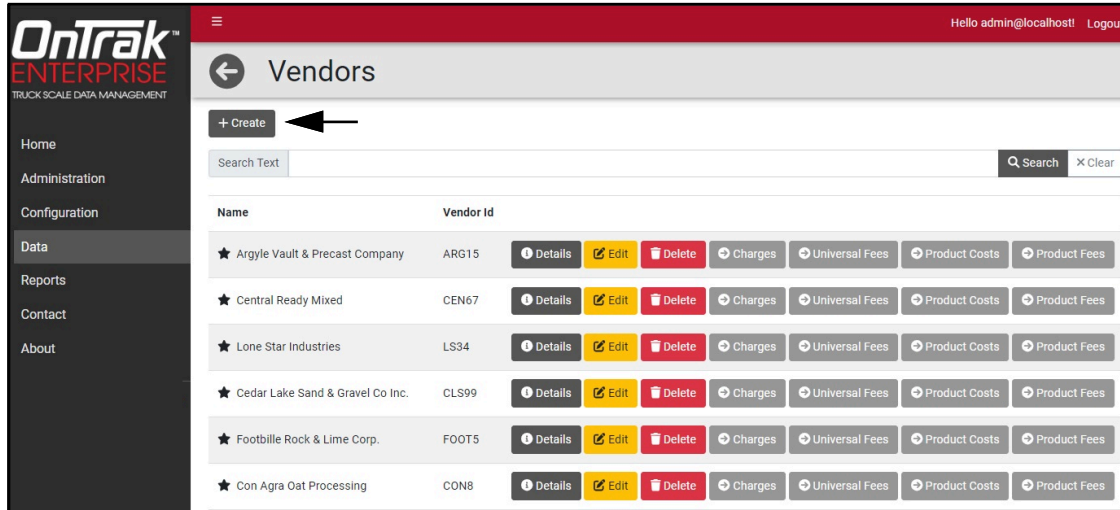 OnTrak™
ENTERPRISE
TRUCK SCALE DATA MANAGEMENT
Home
Administration
Configuration
Data
Reports
Contact
About
Hello admin@localhost! Logout
Vendors
+ Create
Search Text Search × Clear
Name Vendor Id
Argyle Vault & Precast Company ARG15 Details Edit Delete Charges Universal Fees Product Costs Product Fees
Central Ready Mixed CEN67 Details Edit Delete Charges Universal Fees Product Costs Product Fees
Lone Star Industries LS34 Details Edit Delete Charges Universal Fees Product Costs Product Fees
Cedar Lake Sand & Gravel Co Inc. CLS99 Details Edit Delete Charges Universal Fees Product Costs Product Fees
Footbille Rock & Lime Corp. FOOT5 Details Edit Delete Charges Universal Fees Product Costs Product Fees
Con Agra Oat Processing CON8 Details Edit Delete Charges Universal Fees Product Costs Product Fees